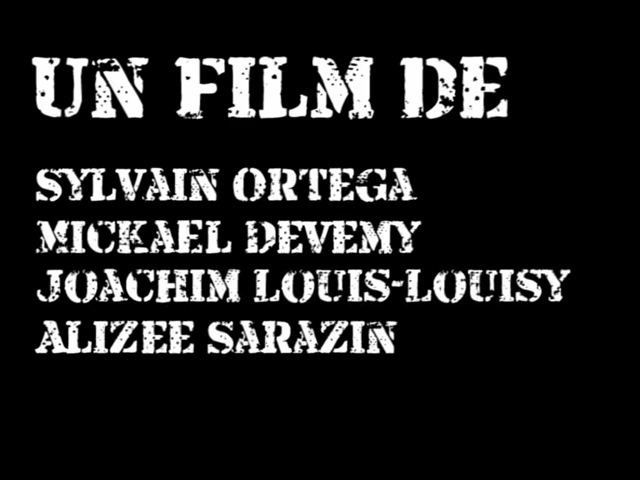 UN FILM DE
SYLVAIN ORTEGA
MICKAEL DEVEMY
JOACHIM LOUIS-LOUISY
ALIZEE SARAZIN